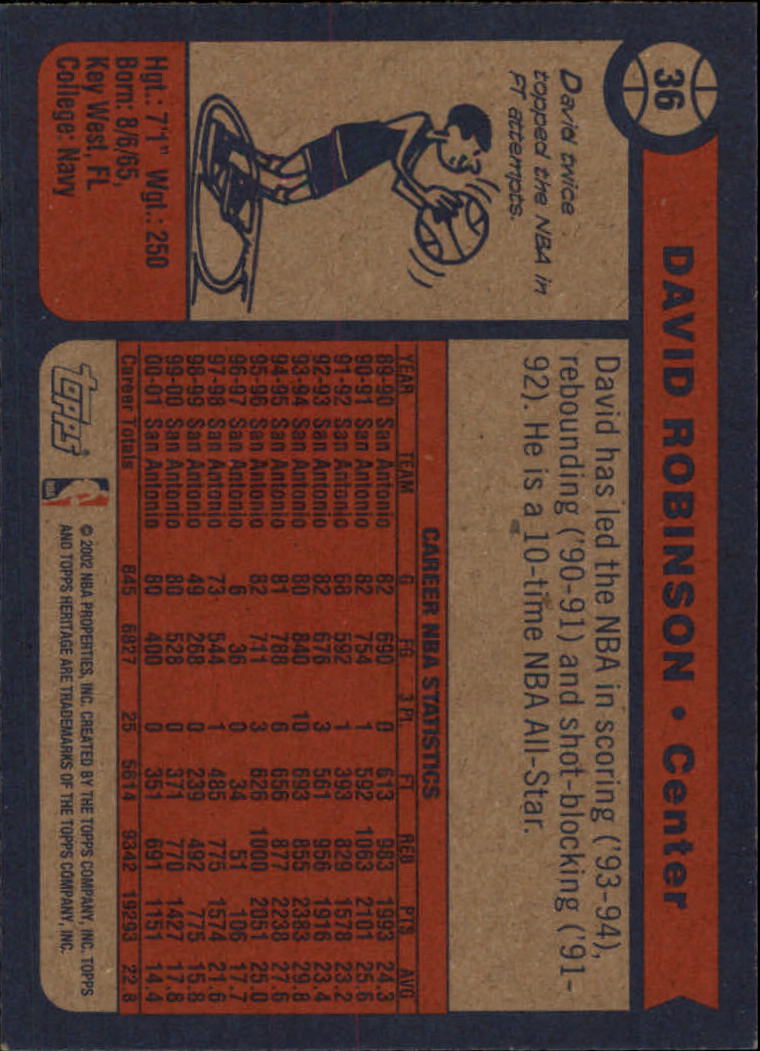 36
DAVID ROBINSON • Center
David twice
topped the NBA in
FT attempts.
Hgt.: 7'1" Wgt.: 250
Born: 8/6/65,
Key West, FL
College: Navy
David has led the NBA in scoring ('93-94),
rebounding ('90-91) and shot-blocking ('91-
92). He is a 10-time NBA All-Star.
CAREER NBA STATISTICS
YEAR TEAM G FG 3 PT. FT REB PTS AVG
89-90 San Antonio 82 690 0 613 983 1993 24.3
90-91 San Antonio 82 754 1 592 1063 2101 25.6
91-92 San Antonio 68 592 1 393 829 1578 23.2
92-93 San Antonio 82 676 3 561 956 1916 23.4
93-94 San Antonio 80 840 10 693 855 2383 29.8
94-95 San Antonio 81 788 6 656 877 2238 27.6
95-96 San Antonio 82 711 3 626 1000 2051 25.0
96-97 San Antonio 6 36 0 34 51 106 17.7
97-98 San Antonio 73 544 1 485 775 1574 21.6
98-99 San Antonio 49 268 0 239 492 775 15.8
99-00 San Antonio 80 528 0 371 770 1427 17.8
00-01 San Antonio 80 400 0 351 691 1151 14.4
Career Totals 845 6827 25 5614 9342 19293 22.8
TOPPS
NBA
© 2002 NBA PROPERTIES, INC. CREATED BY THE TOPPS COMPANY, INC. TOPPS
AND TOPPS HERITAGE ARE TRADEMARKS OF THE TOPPS COMPANY, INC.